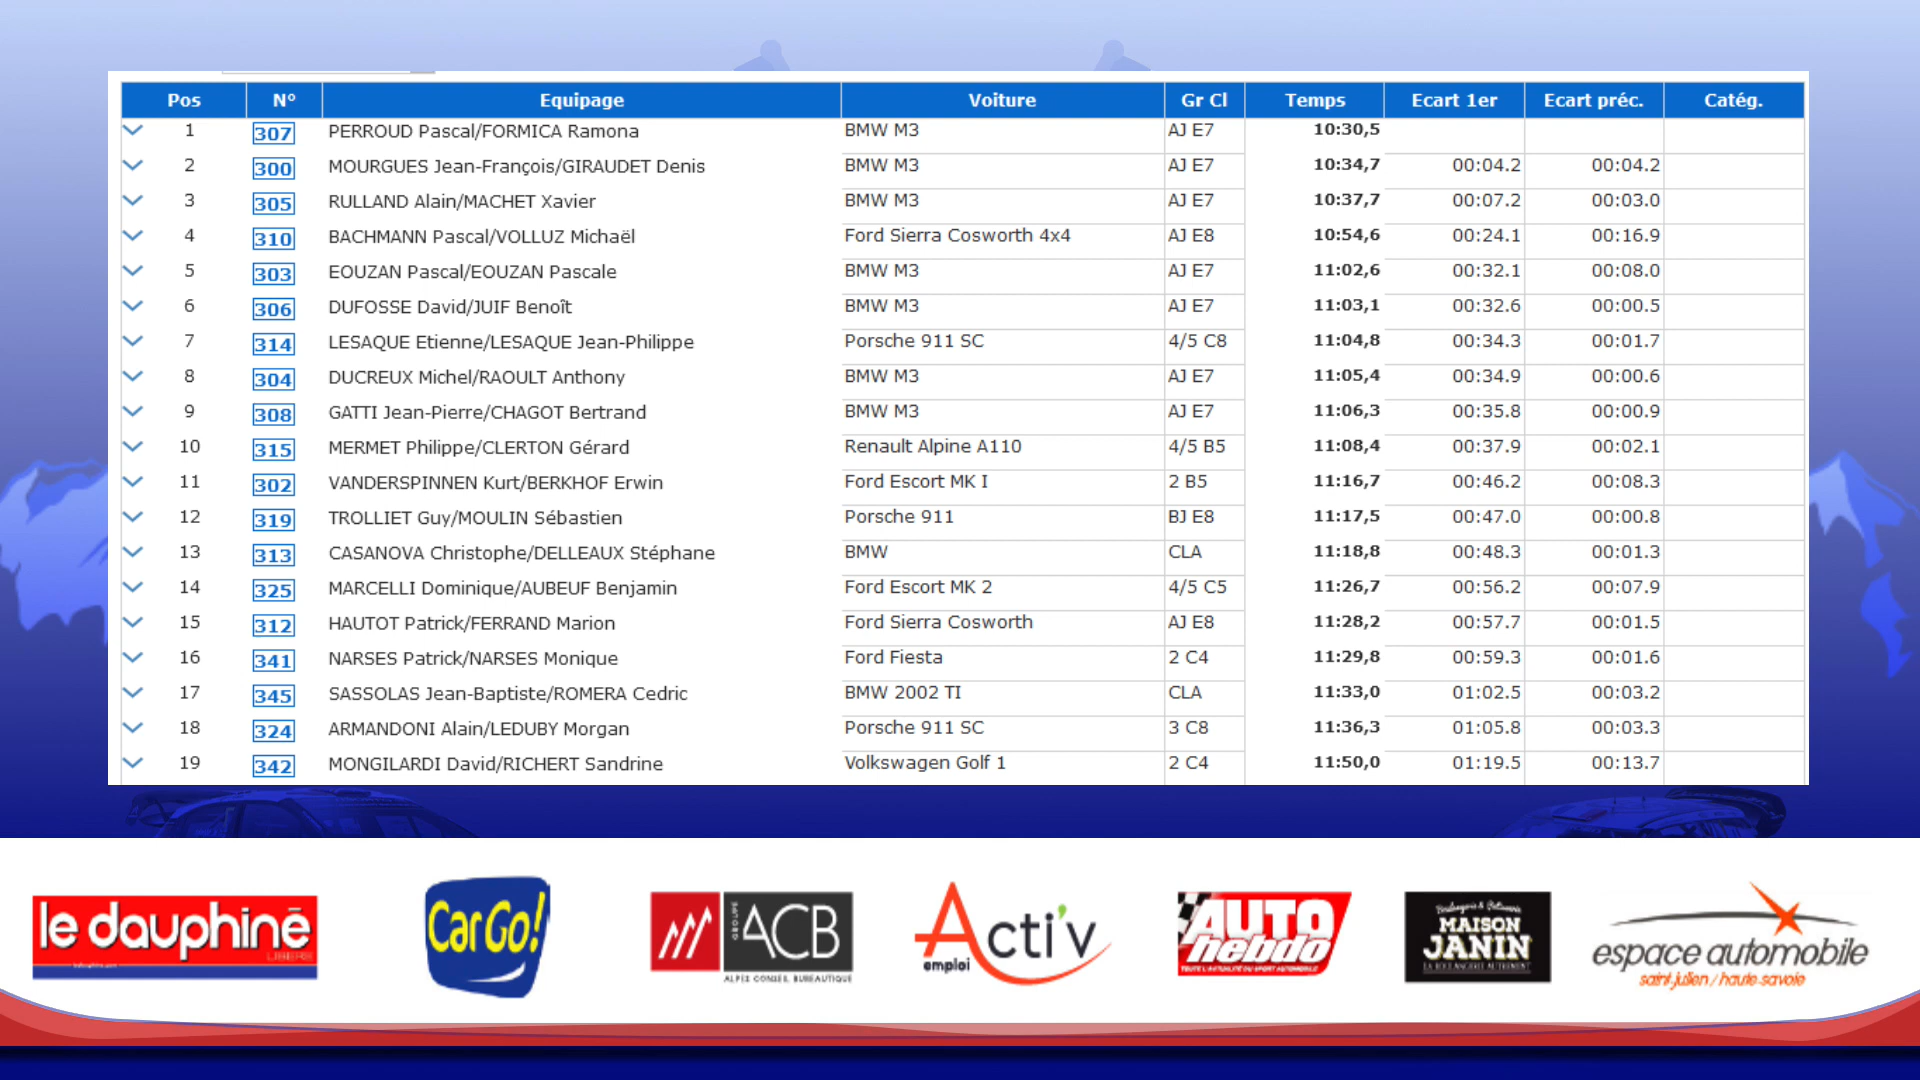 Pos N° Equipage Voiture Gr Cl Temps Ecart 1er Ecart préc. Catég.
1 307 PERROUD Pascal/FORMICA Ramona BMW M3 AJ E7 10:30,5
2 300 MOURGUES Jean-François/GIRAUDET Denis BMW M3 AJ E7 10:34,7 00:04.2 00:04.2
3 305 RULLAND Alain/MACHET Xavier BMW M3 AJ E7 10:37,7 00:07.2 00:03.0
4 310 BACHMANN Pascal/VOLLUZ Michaël Ford Sierra Cosworth 4x4 AJ E8 10:54,6 00:24.1 00:16.9
5 303 EOUZAN Pascal/EOUZAN Pascale BMW M3 AJ E7 11:02,6 00:32.1 00:08.0
6 306 DUFOSSE David/JUIF Benoît BMW M3 AJ E7 11:03,1 00:32.6 00:00.5
7 314 LESAQUE Etienne/LESAQUE Jean-Philippe Porsche 911 SC 4/5 C8 11:04,8 00:34.3 00:01.7
8 304 DUCREUX Michel/RAOULT Anthony BMW M3 AJ E7 11:05,4 00:34.9 00:00.6
9 308 GATTI Jean-Pierre/CHAGOT Bertrand BMW M3 AJ E7 11:06,3 00:35.8 00:00.9
10 315 MERMET Philippe/CLERTON Gérard Renault Alpine A110 4/5 B5 11:08,4 00:37.9 00:02.1
11 302 VANDERSPINNEN Kurt/BERKHOF Erwin Ford Escort MK I 2 B5 11:16,7 00:46.2 00:08.3
12 319 TROLLIET Guy/MOULIN Sébastien Porsche 911 BJ E8 11:17,5 00:47.0 00:00.8
13 313 CASANOVA Christophe/DELLEAUX Stéphane BMW CLA 11:18,8 00:48.3 00:01.3
14 325 MARCELLI Dominique/AUBEUF Benjamin Ford Escort MK 2 4/5 C5 11:26,7 00:56.2 00:07.9
15 312 HAUTOT Patrick/FERRAND Marion Ford Sierra Cosworth AJ E8 11:28,2 00:57.7 00:01.5
16 341 NARSES Patrick/NARSES Monique Ford Fiesta 2 C4 11:29,8 00:59.3 00:01.6
17 345 SASSOLAS Jean-Baptiste/ROMERA Cedric BMW 2002 TI CLA 11:33,0 01:02.5 00:03.2
18 324 ARMANDONI Alain/LEDUBY Morgan Porsche 911 SC 3 C8 11:36,3 01:05.8 00:03.3
19 342 MONGILARDI David/RICHERT Sandrine Volkswagen Golf 1 2 C4 11:50,0 01:19.5 00:13.7
le dauphiné
LIBÉRÉ
CarGo!
GROUPE ACB
ALPES CONSEIL BUREAUTIQUE
Acti'v
emploi
AUTO
hebdo
TOUTE L'ACTUALITÉ DU SPORT AUTOMOBILE
Boulangerie & Pâtisserie
MAISON
JANIN
LA BOULANGERIE AUTREMENT
espace automobile
saint-julien / haute-savoie